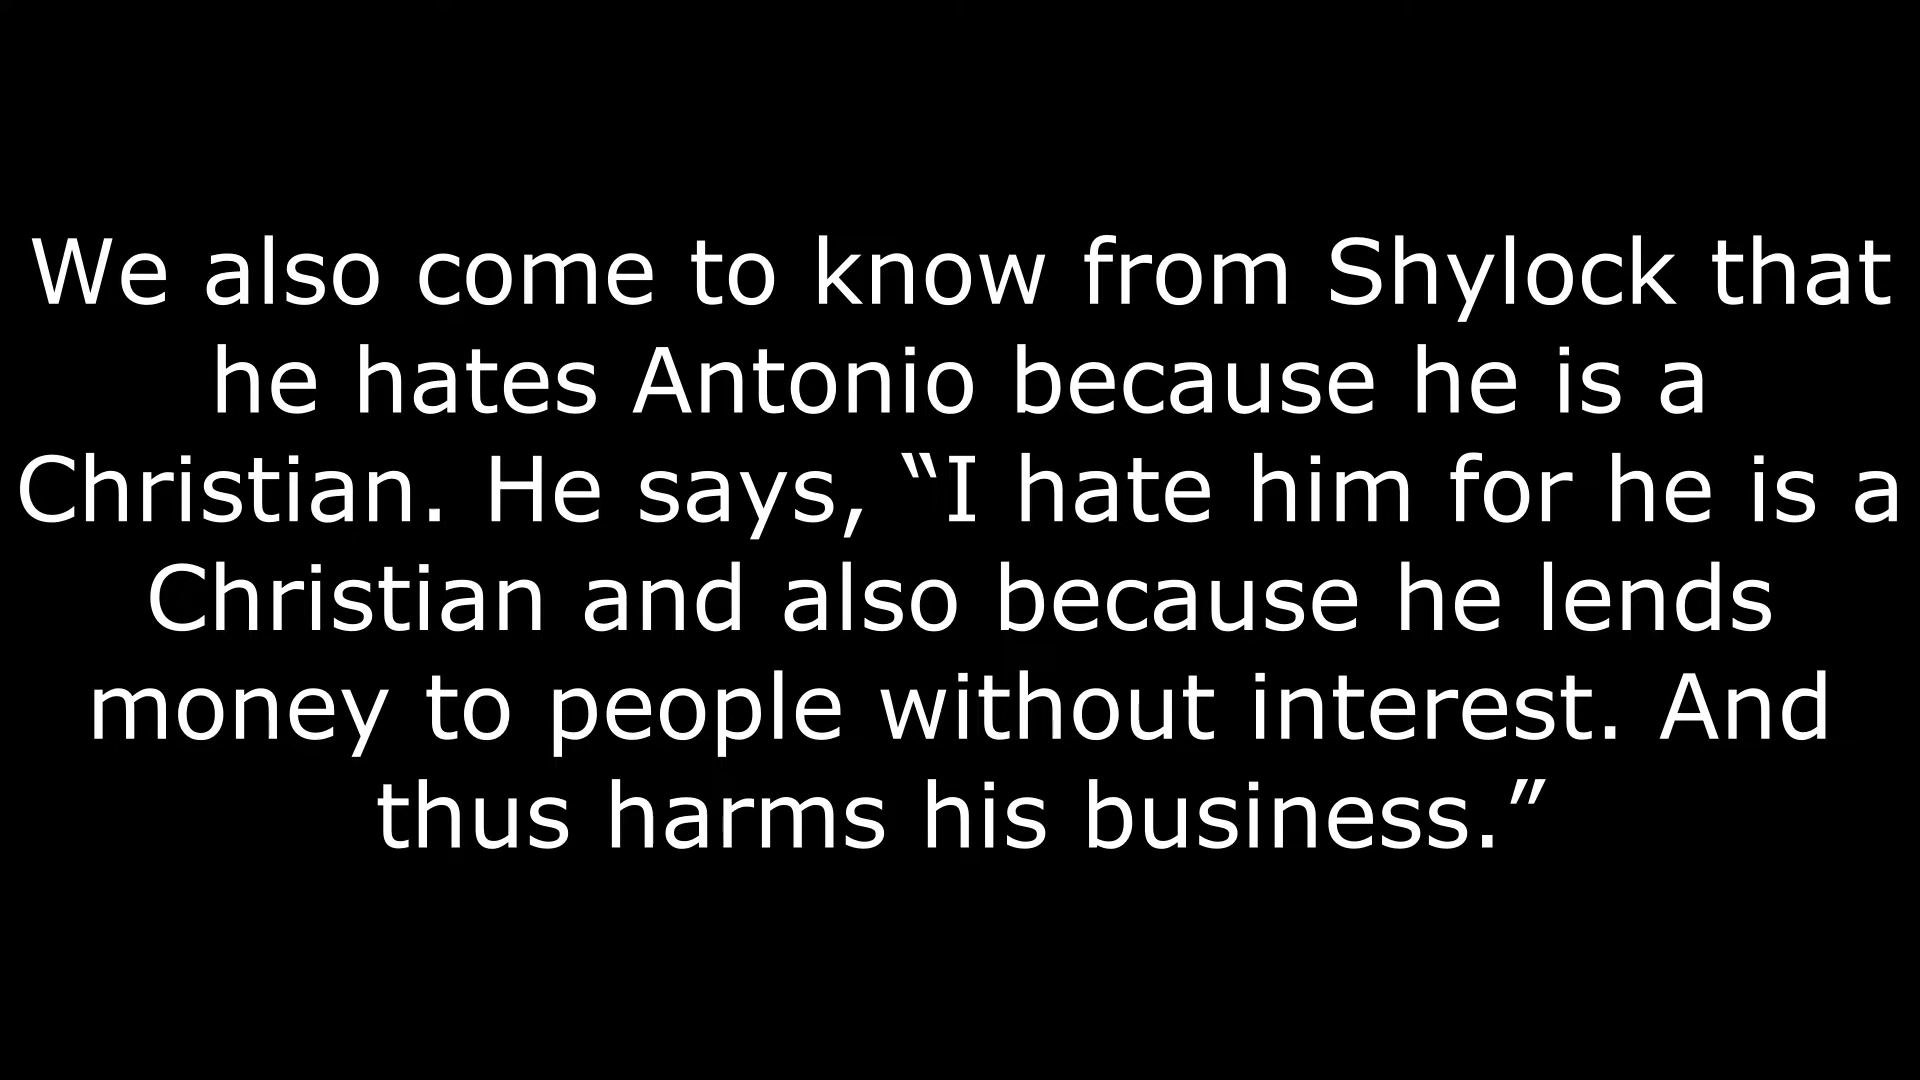 We also come to know from Shylock that
he hates Antonio because he is a
Christian. He says, “I hate him for he is a
Christian and also because he lends
money to people without interest. And
thus harms his business.”